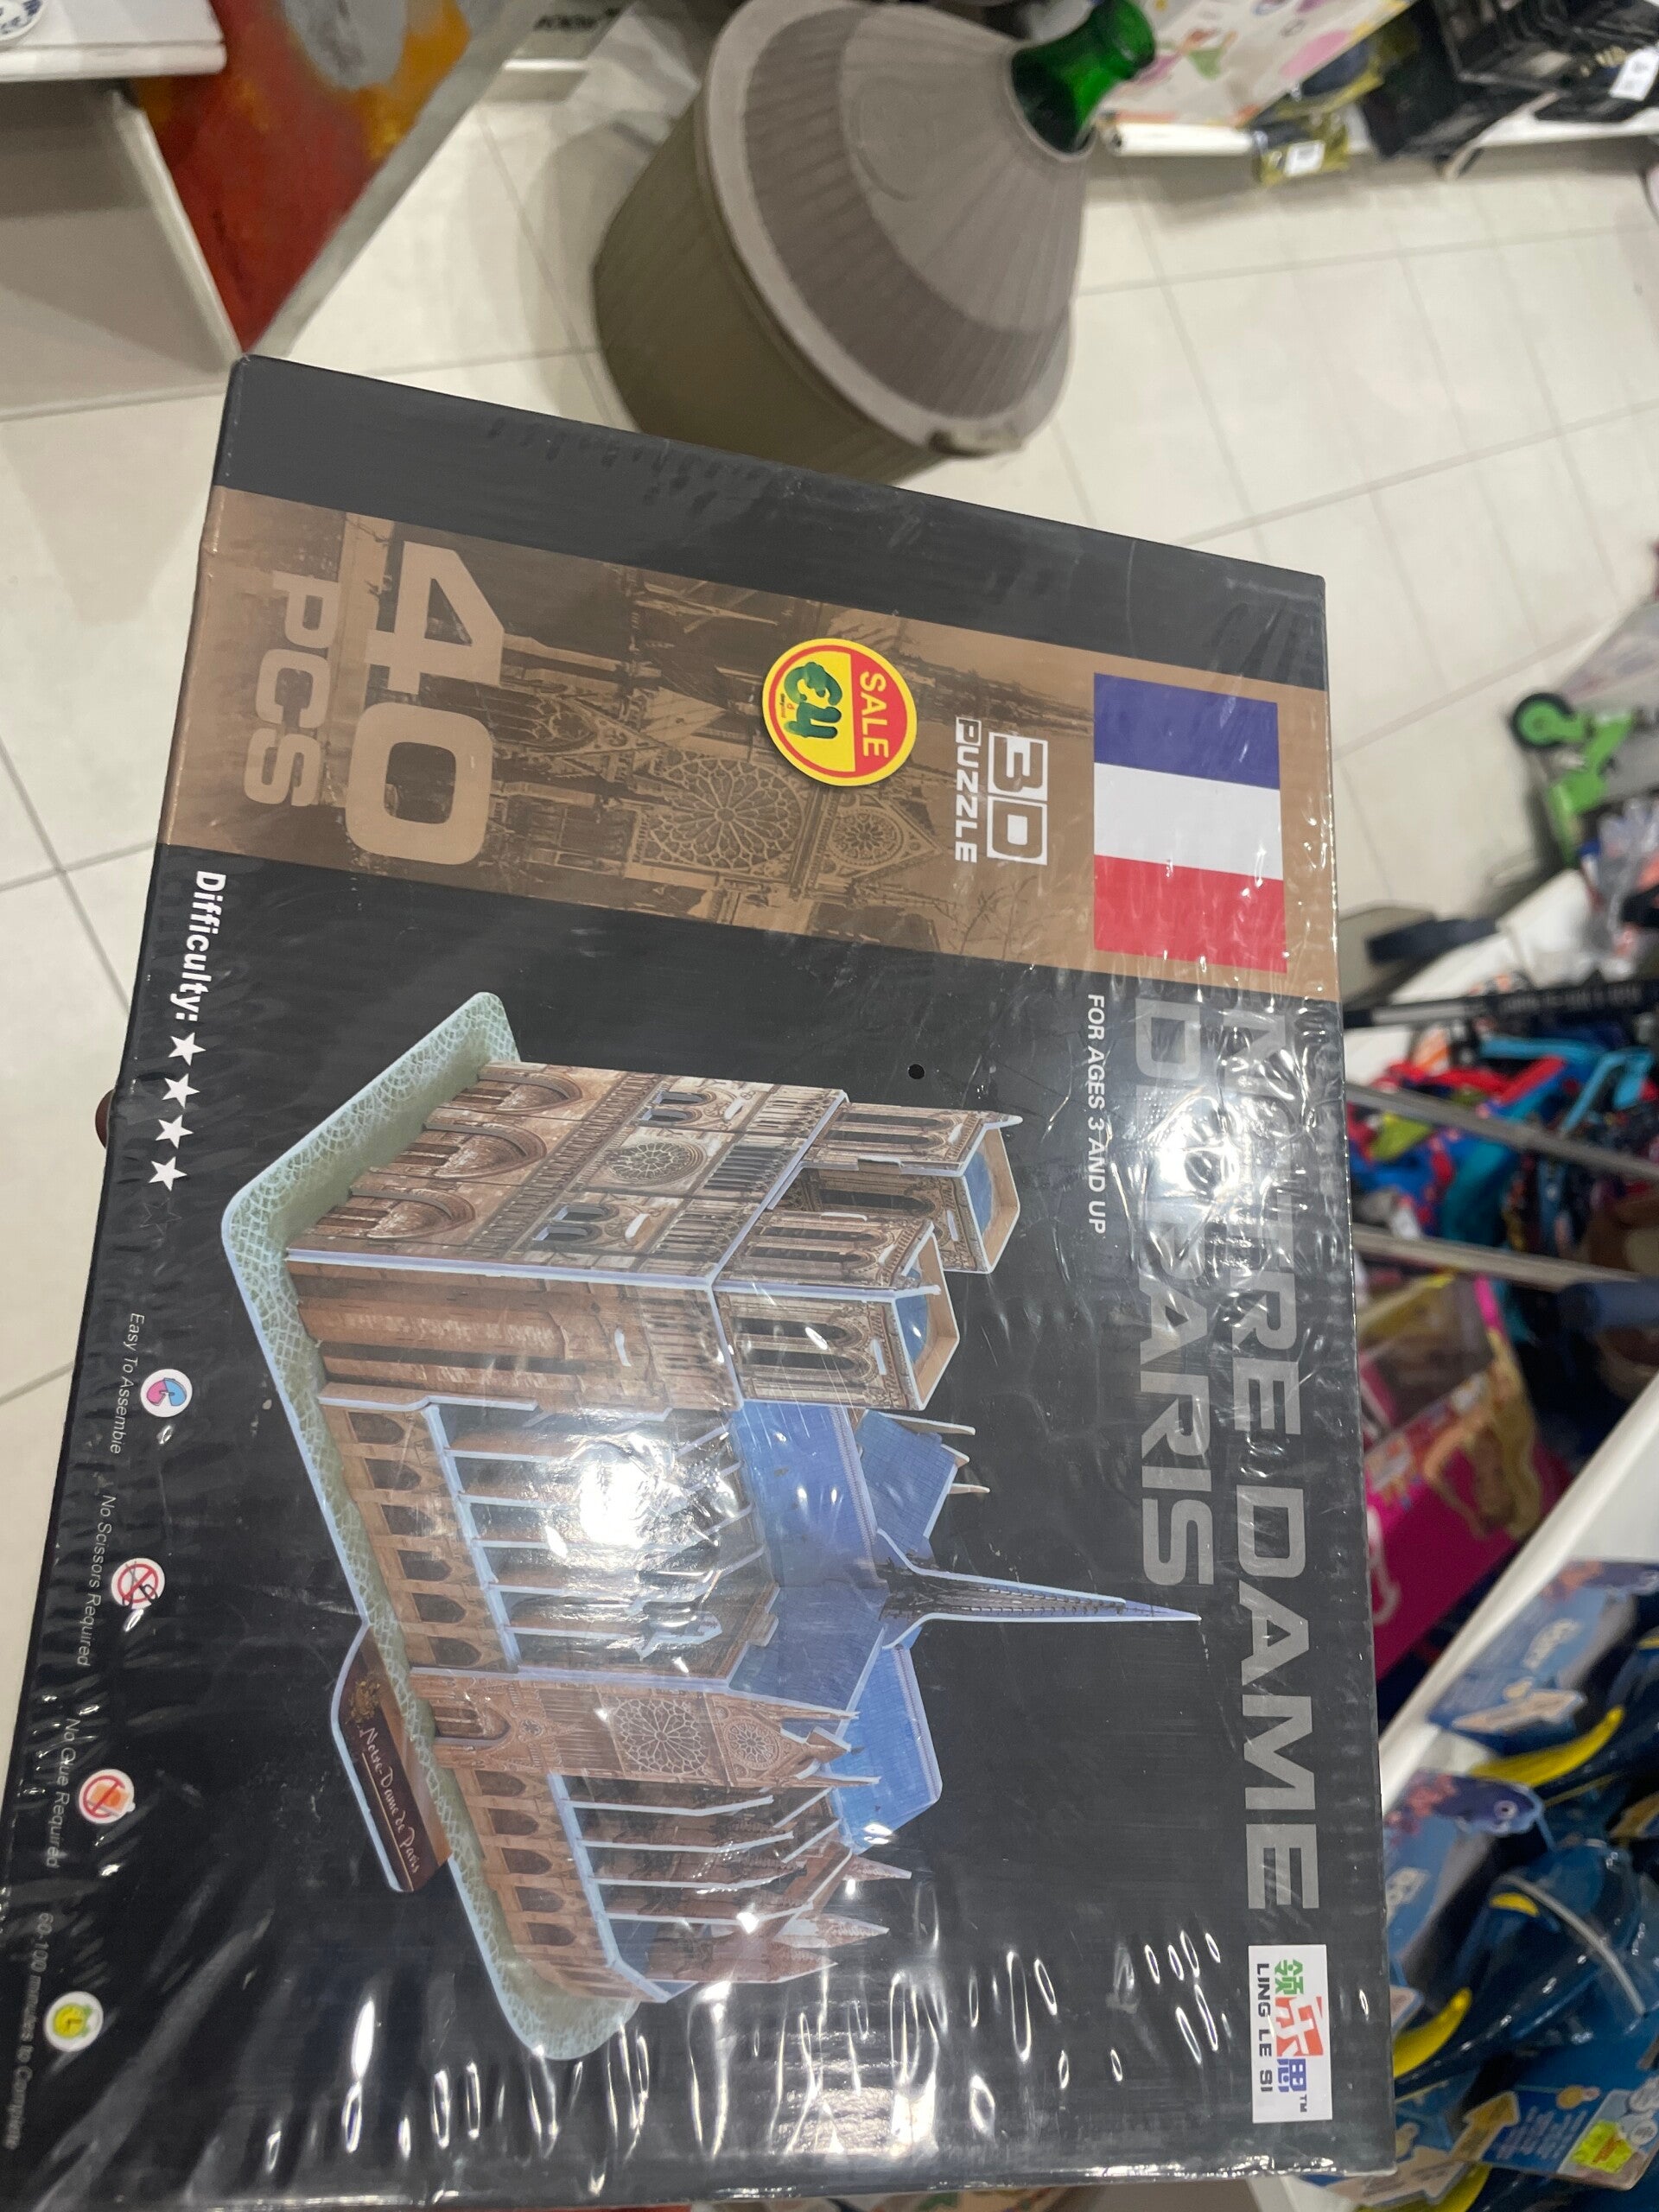 NOTRE DAME
DE PARIS
FOR AGES 3 AND UP
领乐思™
LING LE SI
3D
PUZZLE
SALE
€4
40
PCS
Notre-Dame de Paris
Difficulty:
Easy To Assemble
No Scissors Required
No Glue Required
60-100 minutes to Complete